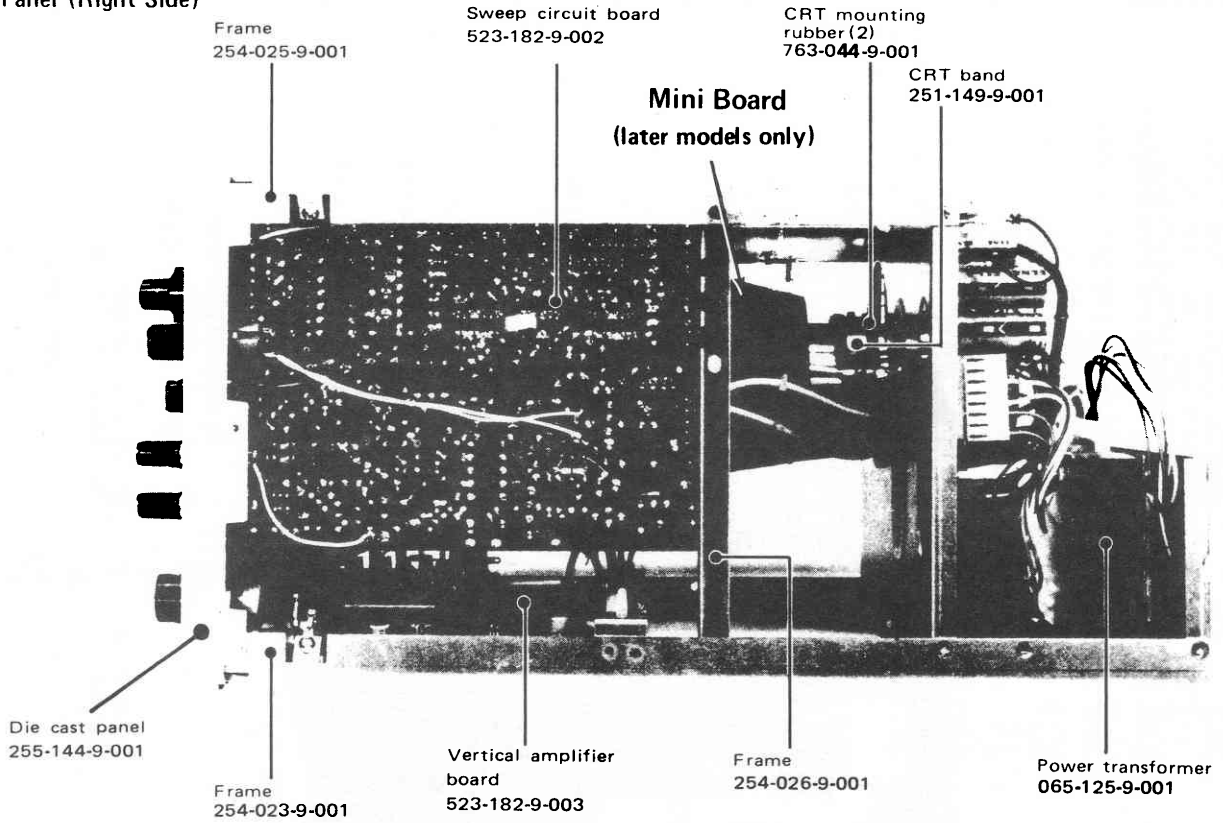 Panel (Right Side)
Frame
254-025-9-001
Sweep circuit board
523-182-9-002
CRT mounting
rubber (2)
763-044-9-001
CRT band
251-149-9-001
Mini Board
(later models only)
Die cast panel
255-144-9-001
Frame
254-023-9-001
Vertical amplifier
board
523-182-9-003
Frame
254-026-9-001
Power transformer
065-125-9-001